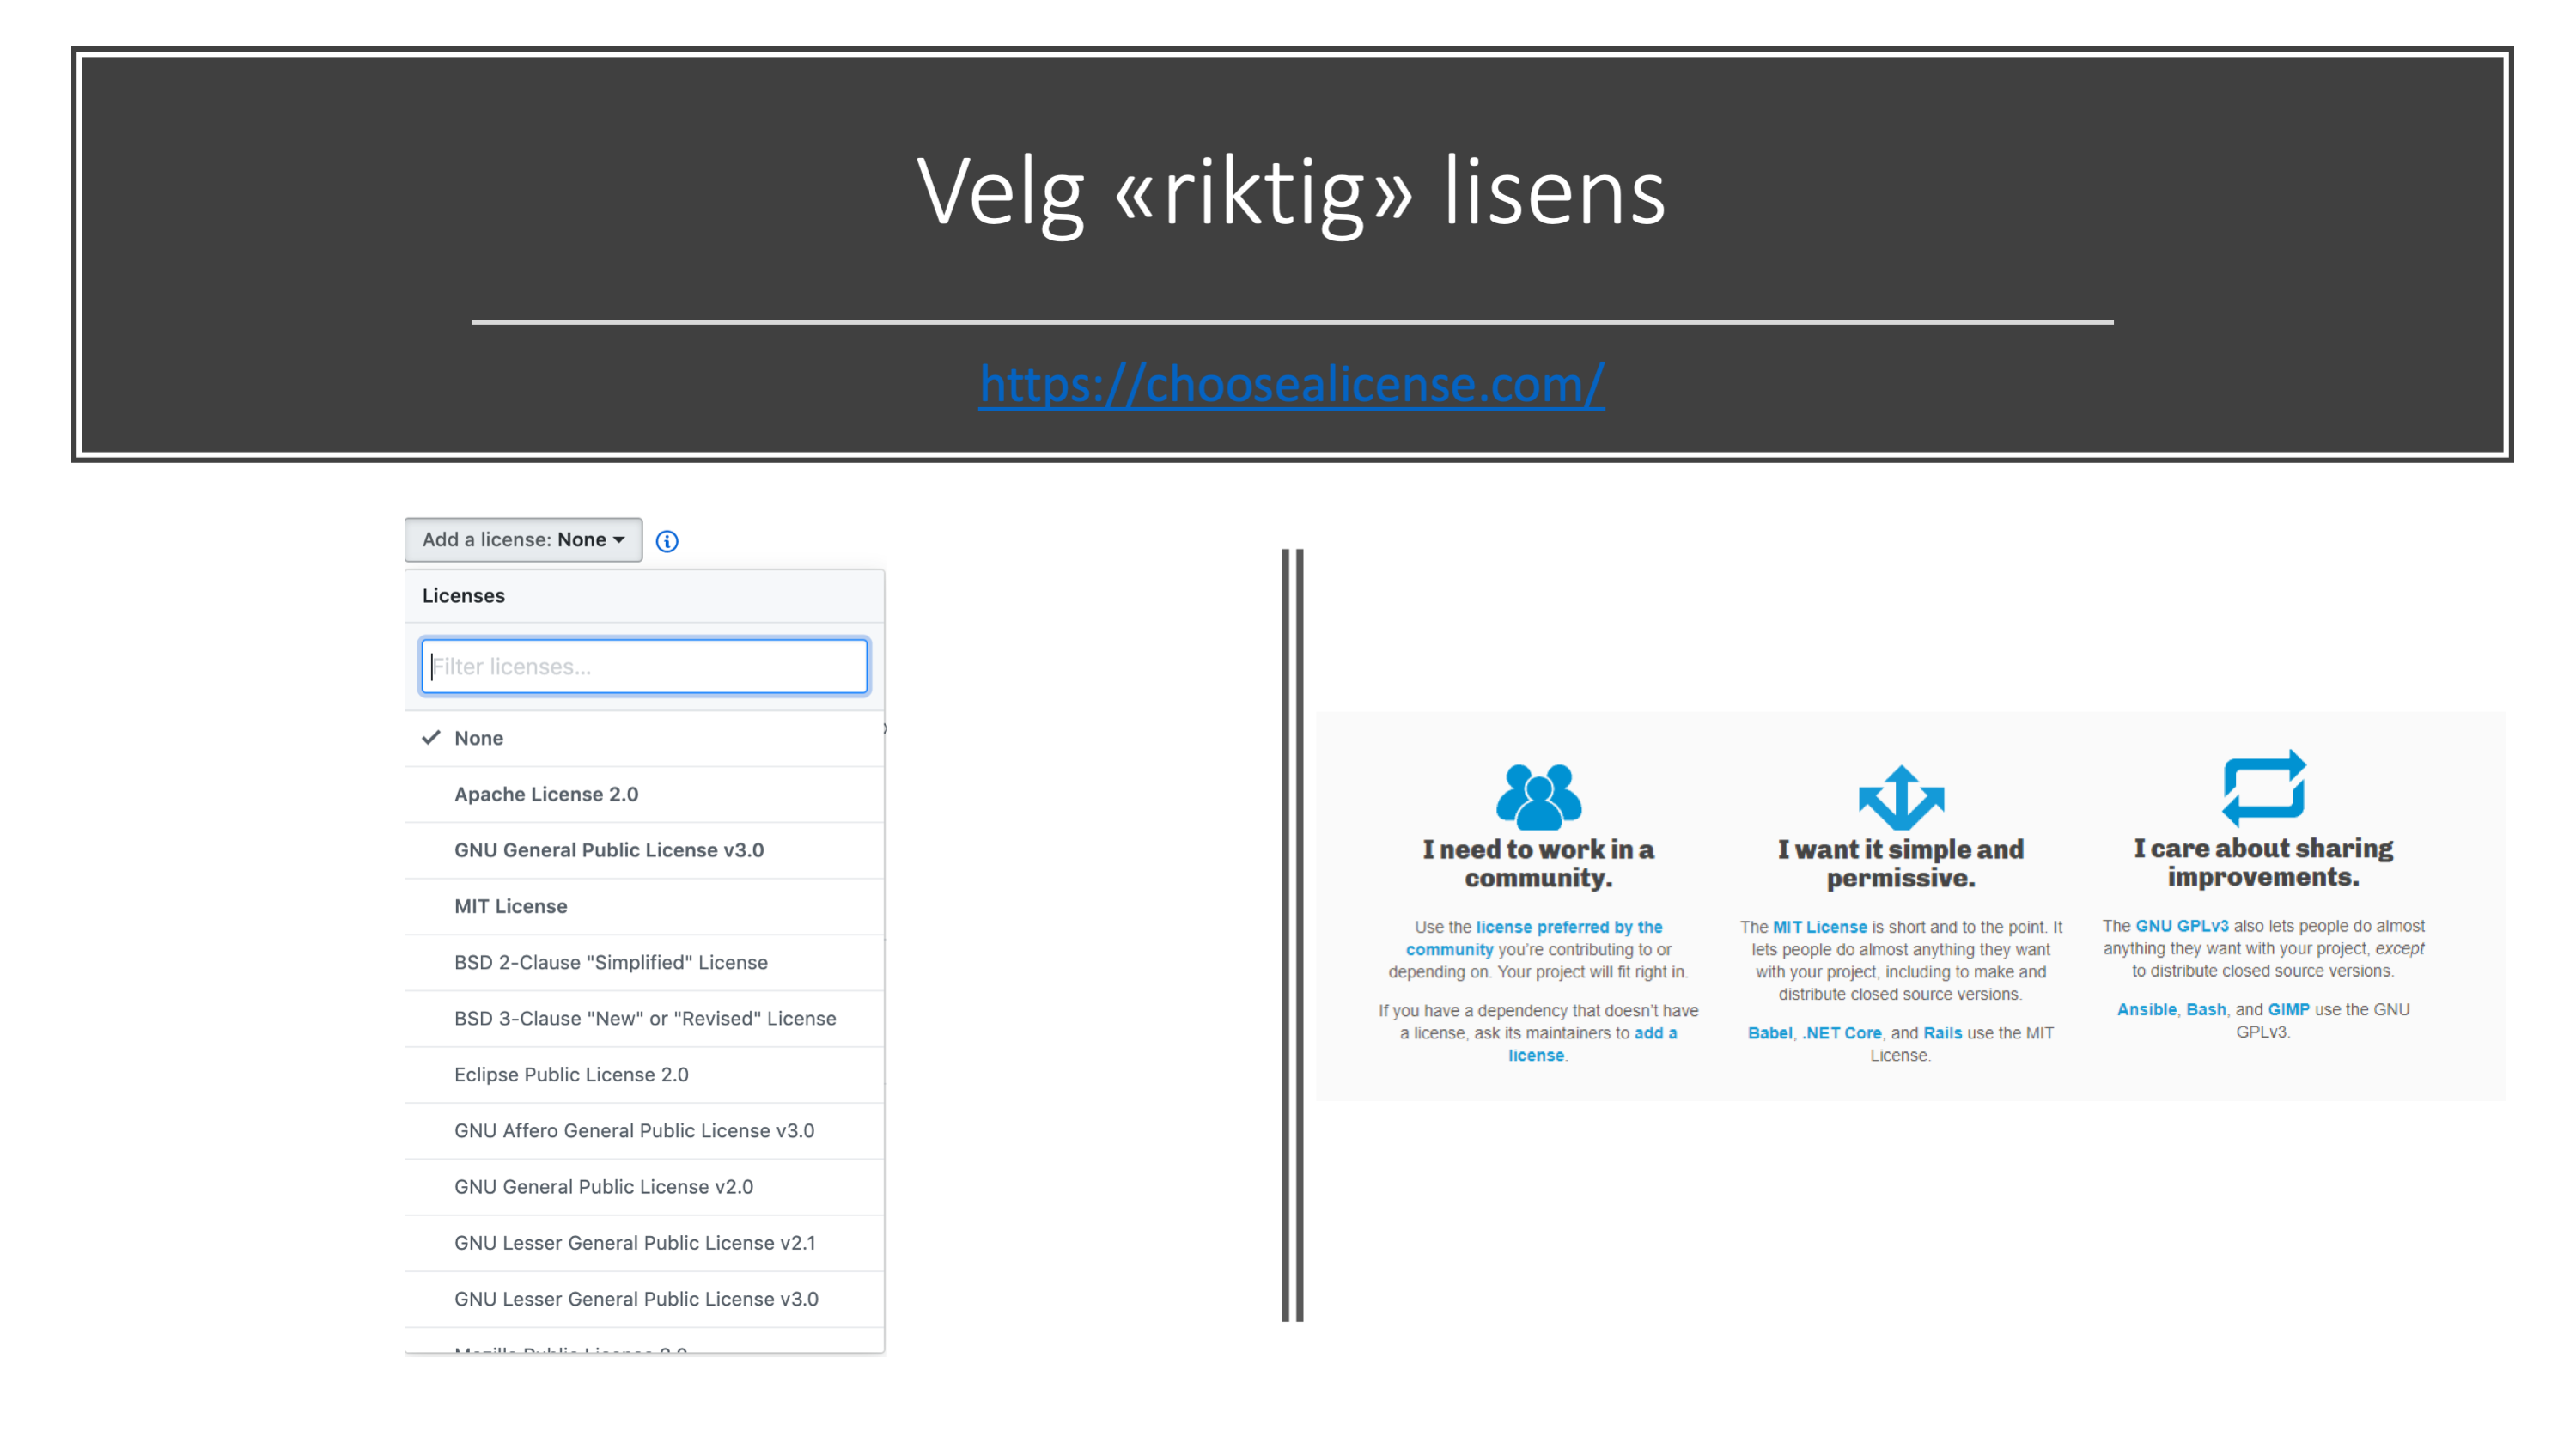 Velg «riktig» lisens
https://choosealicense.com/
Add a license: None
Licenses
Filter licenses...
None
Apache License 2.0
GNU General Public License v3.0
MIT License
BSD 2-Clause "Simplified" License
BSD 3-Clause "New" or "Revised" License
Eclipse Public License 2.0
GNU Affero General Public License v3.0
GNU General Public License v2.0
GNU Lesser General Public License v2.1
GNU Lesser General Public License v3.0
Mozilla Public License 2.0
I need to work in a
community.
Use the license preferred by the
community you're contributing to or
depending on. Your project will fit right in.
If you have a dependency that doesn't have
a license, ask its maintainers to add a
license.
I want it simple and
permissive.
The MIT License is short and to the point. It
lets people do almost anything they want
with your project, including to make and
distribute closed source versions.
Babel, .NET Core, and Rails use the MIT
License.
I care about sharing
improvements.
The GNU GPLv3 also lets people do almost
anything they want with your project, except
to distribute closed source versions.
Ansible, Bash, and GIMP use the GNU
GPLv3.